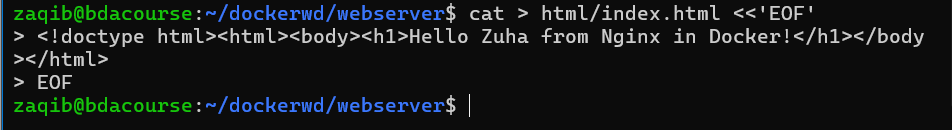 zaqib@bdacourse:~/dockerwd/webserver$ cat > html/index.html <<'EOF'
> <!doctype html><html><body><h1>Hello Zuha from Nginx in Docker!</h1></body
></html>
> EOF
zaqib@bdacourse:~/dockerwd/webserver$